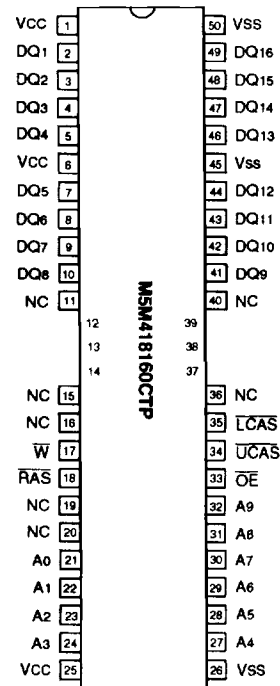 VCC 1 50 VSS
DQ1 2 49 DQ16
DQ2 3 48 DQ15
DQ3 4 47 DQ14
DQ4 5 46 DQ13
VCC 6 45 VSS
DQ5 7 44 DQ12
DQ6 8 43 DQ11
DQ7 9 42 DQ10
DQ8 10 41 DQ9
NC 11 40 NC
12 39
13 38
14 37
M5M418160CTP
NC 15 36 NC
NC 16 35 LCAS
W 17 34 UCAS
RAS 18 33 OE
NC 19 32 A9
NC 20 31 A8
A0 21 30 A7
A1 22 29 A6
A2 23 28 A5
A3 24 27 A4
VCC 25 26 VSS